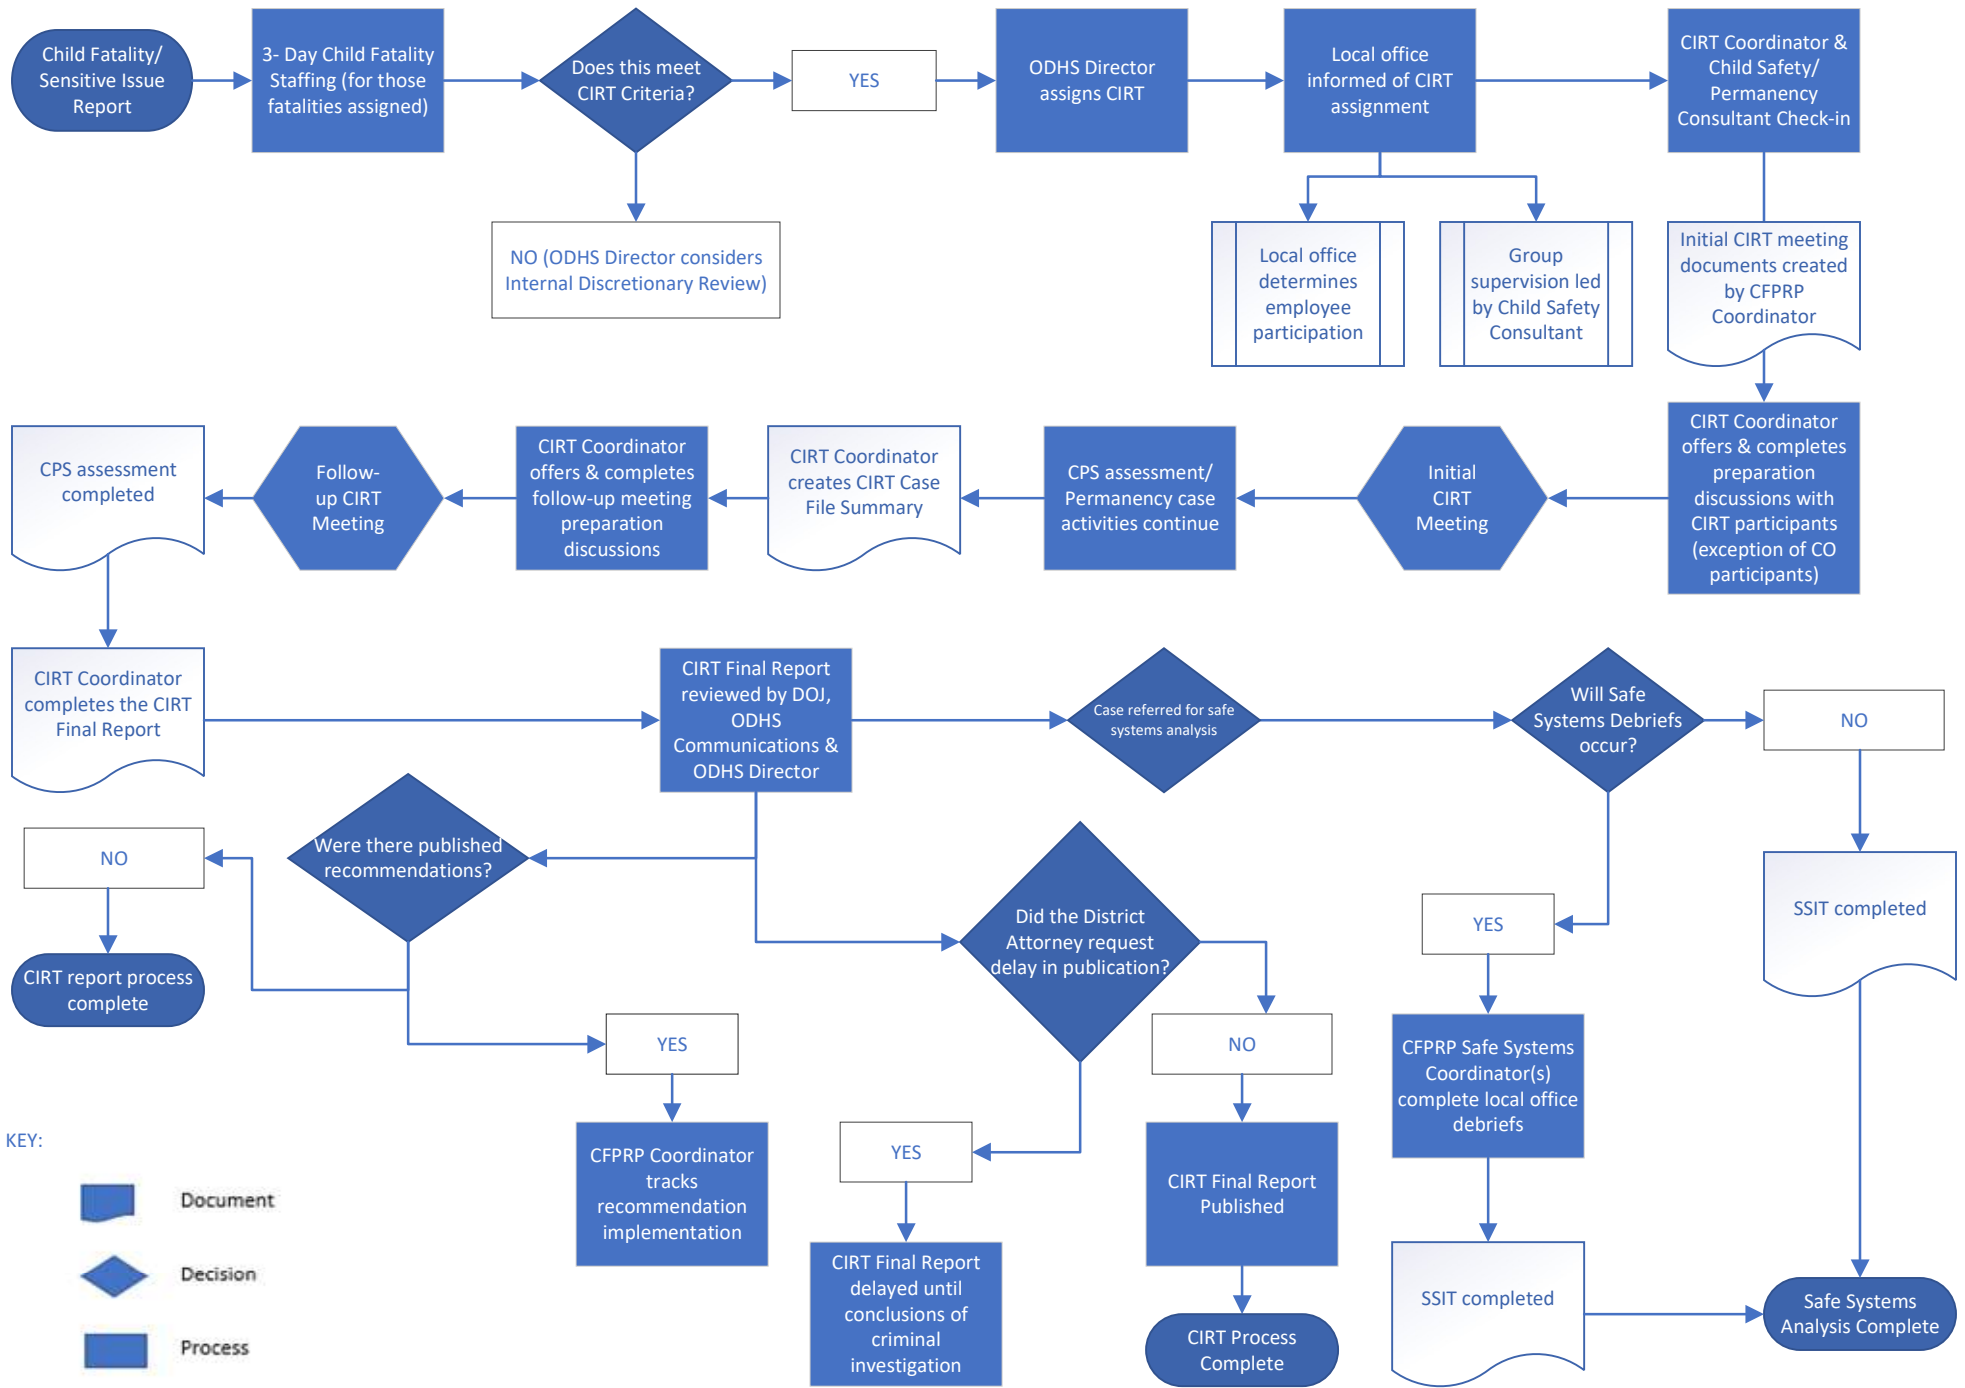 Child Fatality/
Sensitive Issue
Report
3- Day Child Fatality
Staffing (for those
fatalities assigned)
Does this meet
CIRT Criteria?
YES
ODHS Director
assigns CIRT
Local office
informed of CIRT
assignment
CIRT Coordinator &
Child Safety/
Permanency
Consultant Check-in
NO (ODHS Director considers
Internal Discretionary Review)
Local office
determines
employee
participation
Group
supervision led
by Child Safety
Consultant
Initial CIRT meeting
documents created
by CFPRP
Coordinator
CIRT Coordinator
offers & completes
preparation
discussions with
CIRT participants
(exception of CO
participants)
Initial
CIRT
Meeting
CPS assessment/
Permanency case
activities continue
CIRT Coordinator
creates CIRT Case
File Summary
CIRT Coordinator
offers & completes
follow-up meeting
preparation
discussions
Follow-
up CIRT
Meeting
CPS assessment
completed
CIRT Coordinator
completes the CIRT
Final Report
CIRT Final Report
reviewed by DOJ,
ODHS
Communications &
ODHS Director
Case referred for safe
systems analysis
Will Safe
Systems Debriefs
occur?
NO
SSIT completed
Were there published
recommendations?
NO
CIRT report process
complete
YES
CFPRP Coordinator
tracks
recommendation
implementation
Did the District
Attorney request
delay in publication?
YES
CIRT Final Report
delayed until
conclusions of
criminal
investigation
NO
CIRT Final Report
Published
CIRT Process
Complete
YES
CFPRP Safe Systems
Coordinator(s)
complete local office
debriefs
SSIT completed
Safe Systems
Analysis Complete
KEY:
Document
Decision
Process